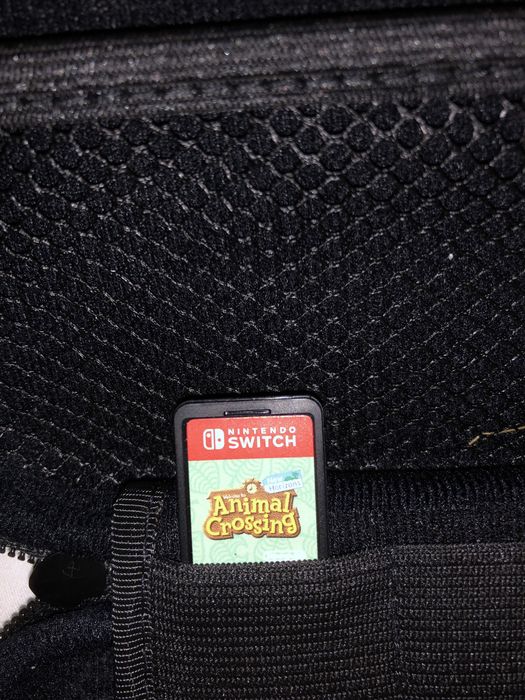 NINTENDO
SWITCH
Welcome to
New
Horizons
Animal
Crossing